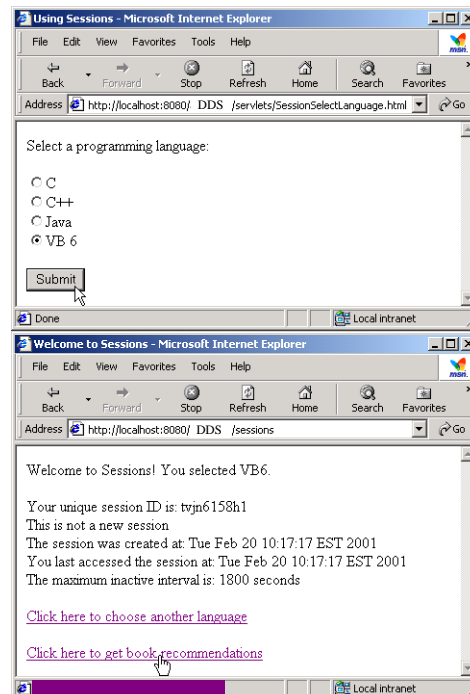 Using Sessions - Microsoft Internet Explorer
File Edit View Favorites Tools Help
msn.
Back Forward Stop Refresh Home Search Favorites
Address http://localhost:8080/ DDS /servlets/SessionSelectLanguage.html Go
Select a programming language:
C
C++
Java
VB 6
Submit
Done Local intranet
Welcome to Sessions - Microsoft Internet Explorer
File Edit View Favorites Tools Help
msn.
Back Forward Stop Refresh Home Search Favorites
Address http://localhost:8080/ DDS /sessions Go
Welcome to Sessions! You selected VB6.
Your unique session ID is: tvjn6158h1
This is not a new session
The session was created at: Tue Feb 20 10:17:17 EST 2001
You last accessed the session at: Tue Feb 20 10:17:17 EST 2001
The maximum inactive interval is: 1800 seconds
Click here to choose another language
Click here to get book recommendations
Local intranet